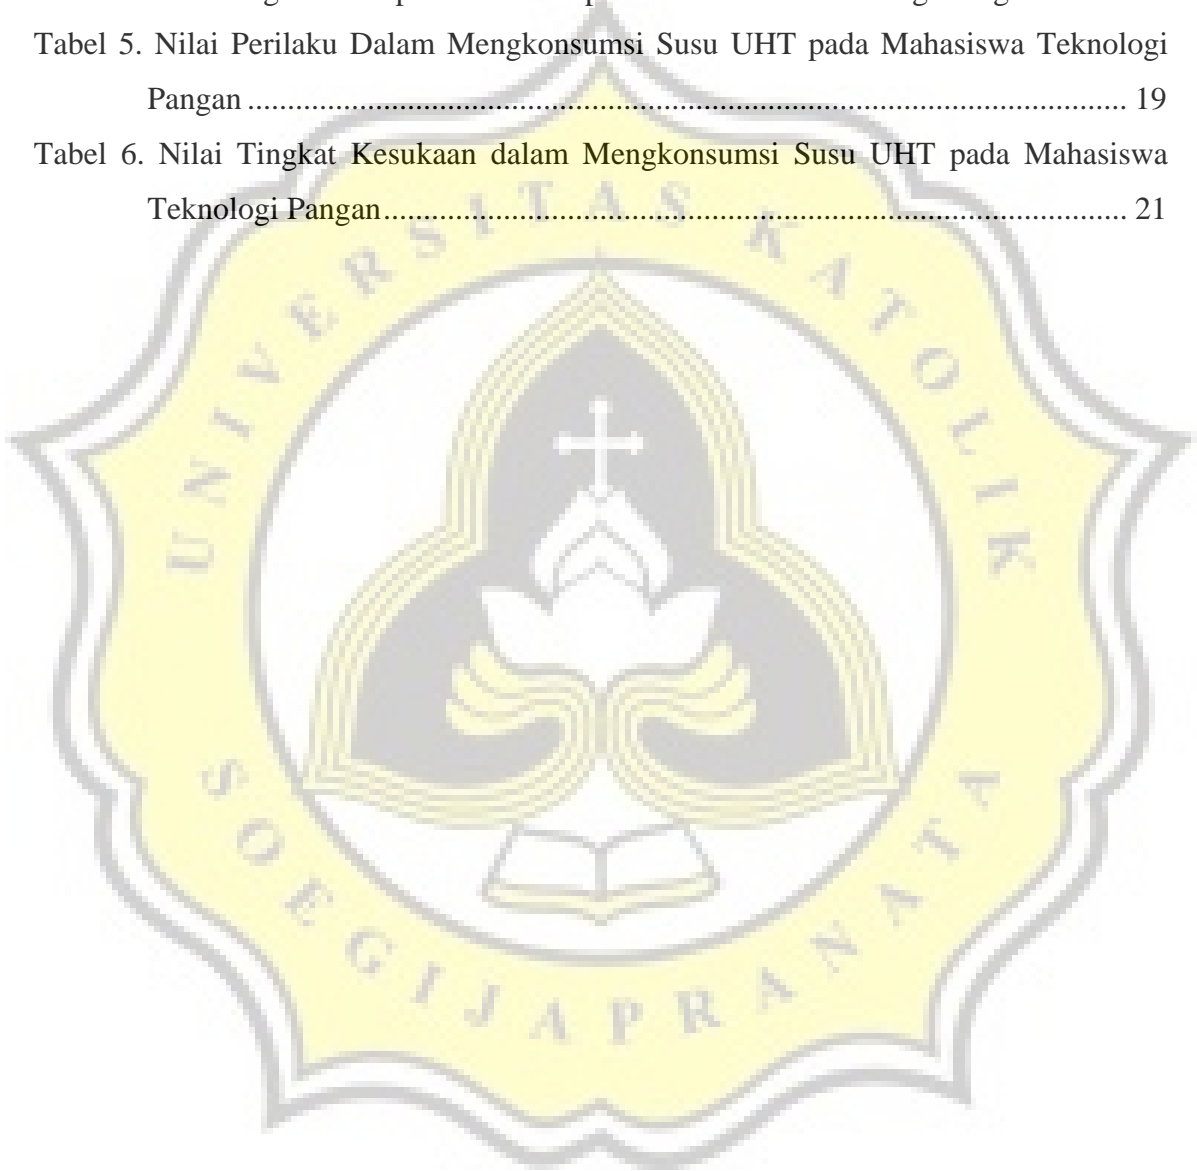 Tabel 5. Nilai Perilaku Dalam Mengkonsumsi Susu UHT pada Mahasiswa Teknologi
Pangan ................................................................................................................ 19
Tabel 6. Nilai Tingkat Kesukaan dalam Mengkonsumsi Susu UHT pada Mahasiswa
Teknologi Pangan............................................................................................... 21
UNIVERSITAS KATOLIK
SOEGIJAPRANATA